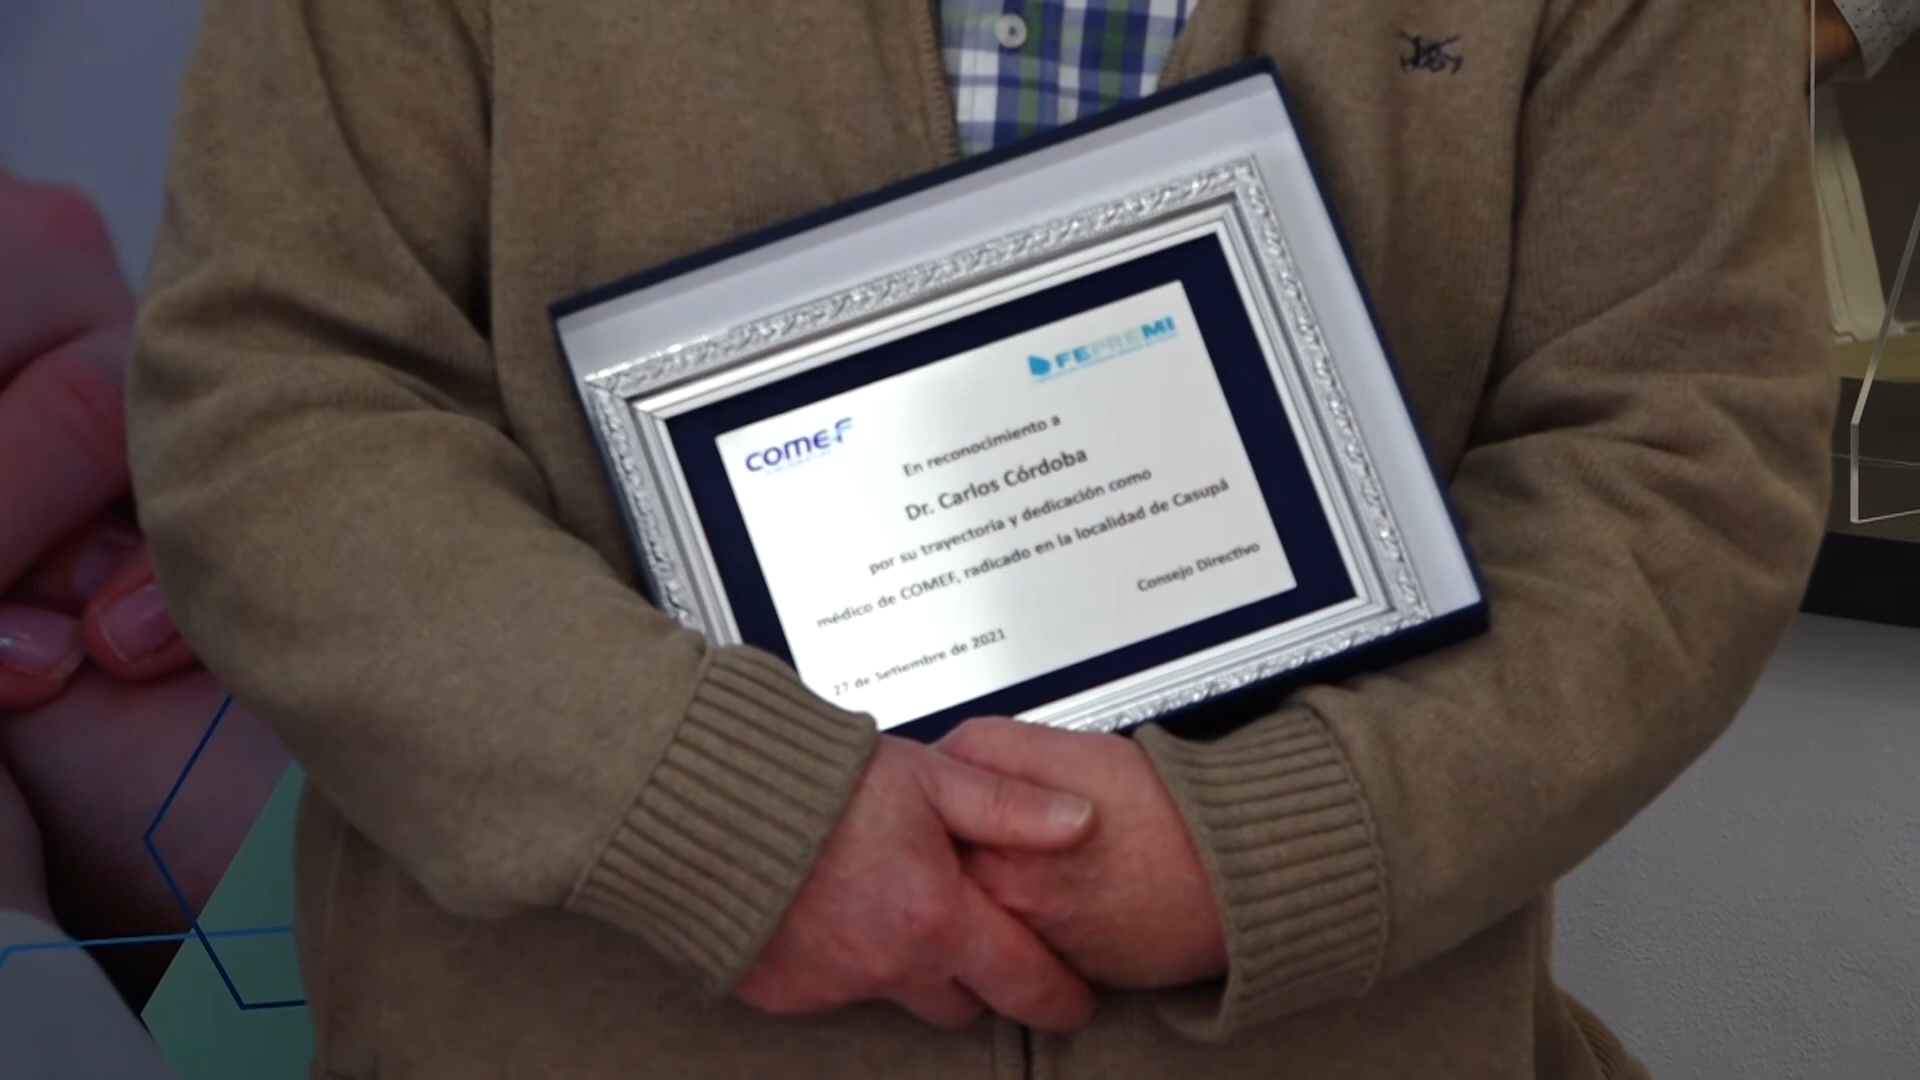 FEPREMI
COMEF
En reconocimiento a
Dr. Carlos Córdoba
por su trayectoria y dedicación como
médico de COMEF, radicado en la localidad de Casupá
Consejo Directivo
27 de Setiembre de 2021